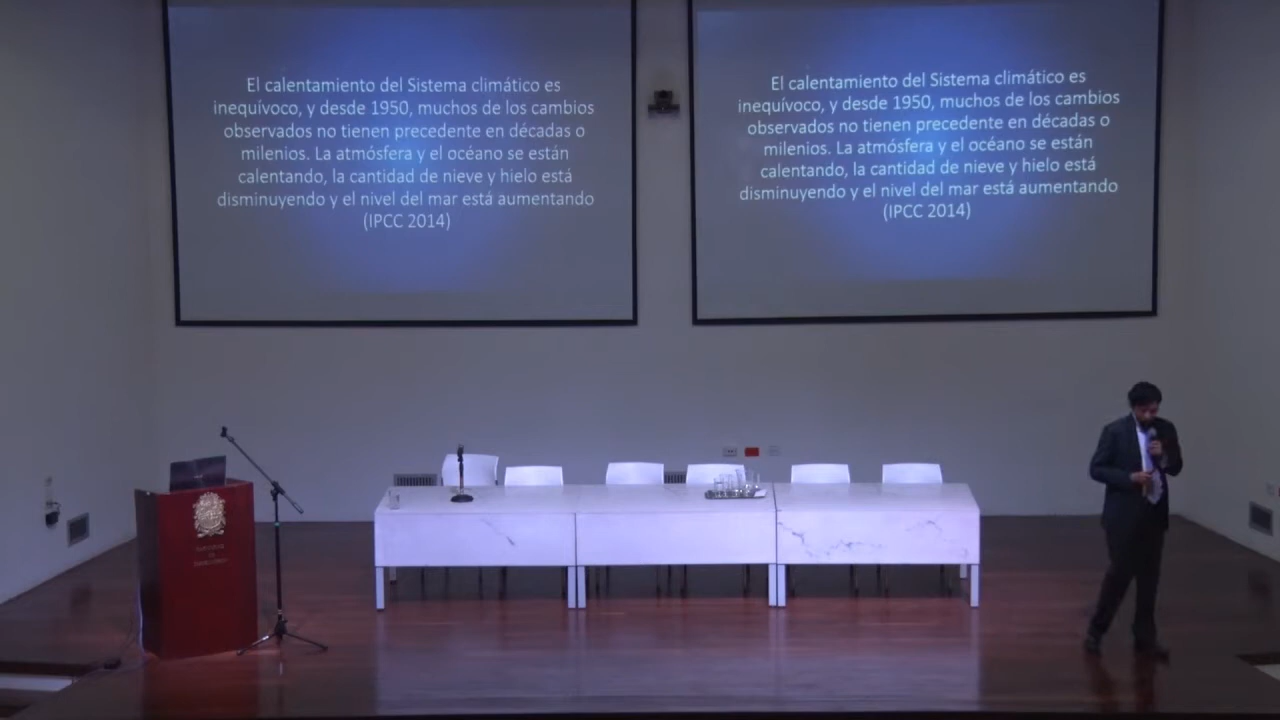 El calentamiento del Sistema climático es
inequívoco, y desde 1950, muchos de los cambios
observados no tienen precedente en décadas o
milenios. La atmósfera y el océano se están
calentando, la cantidad de nieve y hielo está
disminuyendo y el nivel del mar está aumentando
(IPCC 2014)
El calentamiento del Sistema climático es
inequívoco, y desde 1950, muchos de los cambios
observados no tienen precedente en décadas o
milenios. La atmósfera y el océano se están
calentando, la cantidad de nieve y hielo está
disminuyendo y el nivel del mar está aumentando
(IPCC 2014)